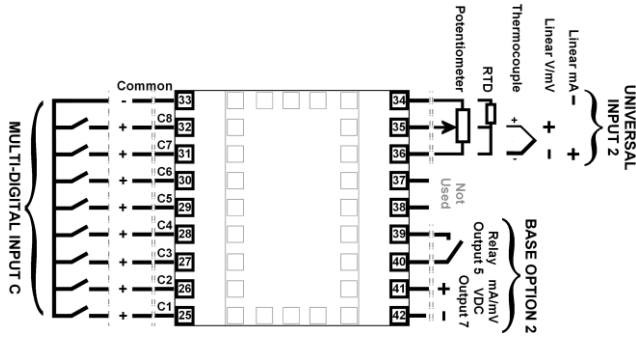 Common
- 33
C8 + 32
C7 + 31
C6 + 30
C5 + 29
C4 + 28
C3 + 27
C2 + 26
C1 + 25
MULTI-DIGITAL INPUT C
34
35
36
37
38
39
40
41
42
Potentiometer
RTD
Thermocouple
+ -
Linear V/mV
+ -
Linear mA
- +
UNIVERSAL
INPUT 2
Not
Used
Relay
Output 5
mA/mV
VDC
Output 7
+
-
BASE OPTION 2